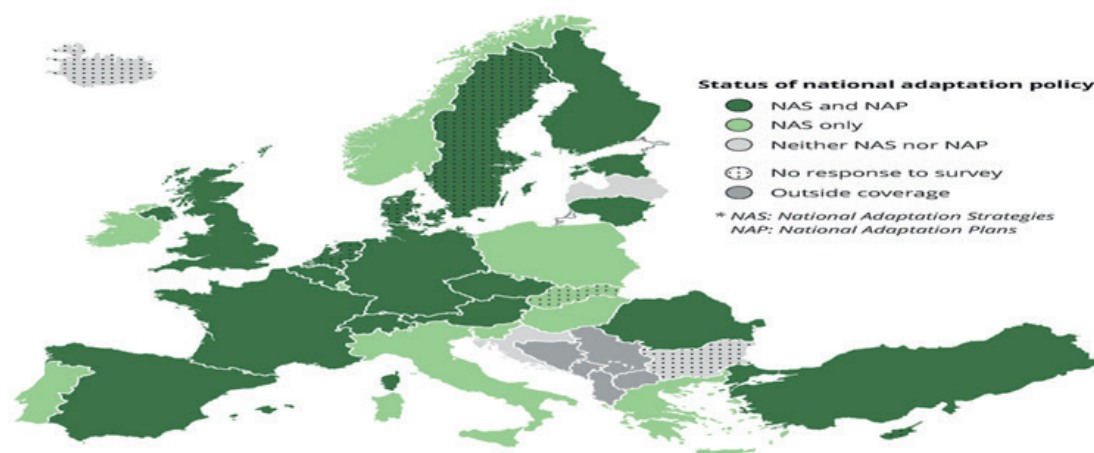 Status of national adaptation policy
NAS and NAP
NAS only
Neither NAS nor NAP
No response to survey
Outside coverage
* NAS: National Adaptation Strategies
NAP: National Adaptation Plans